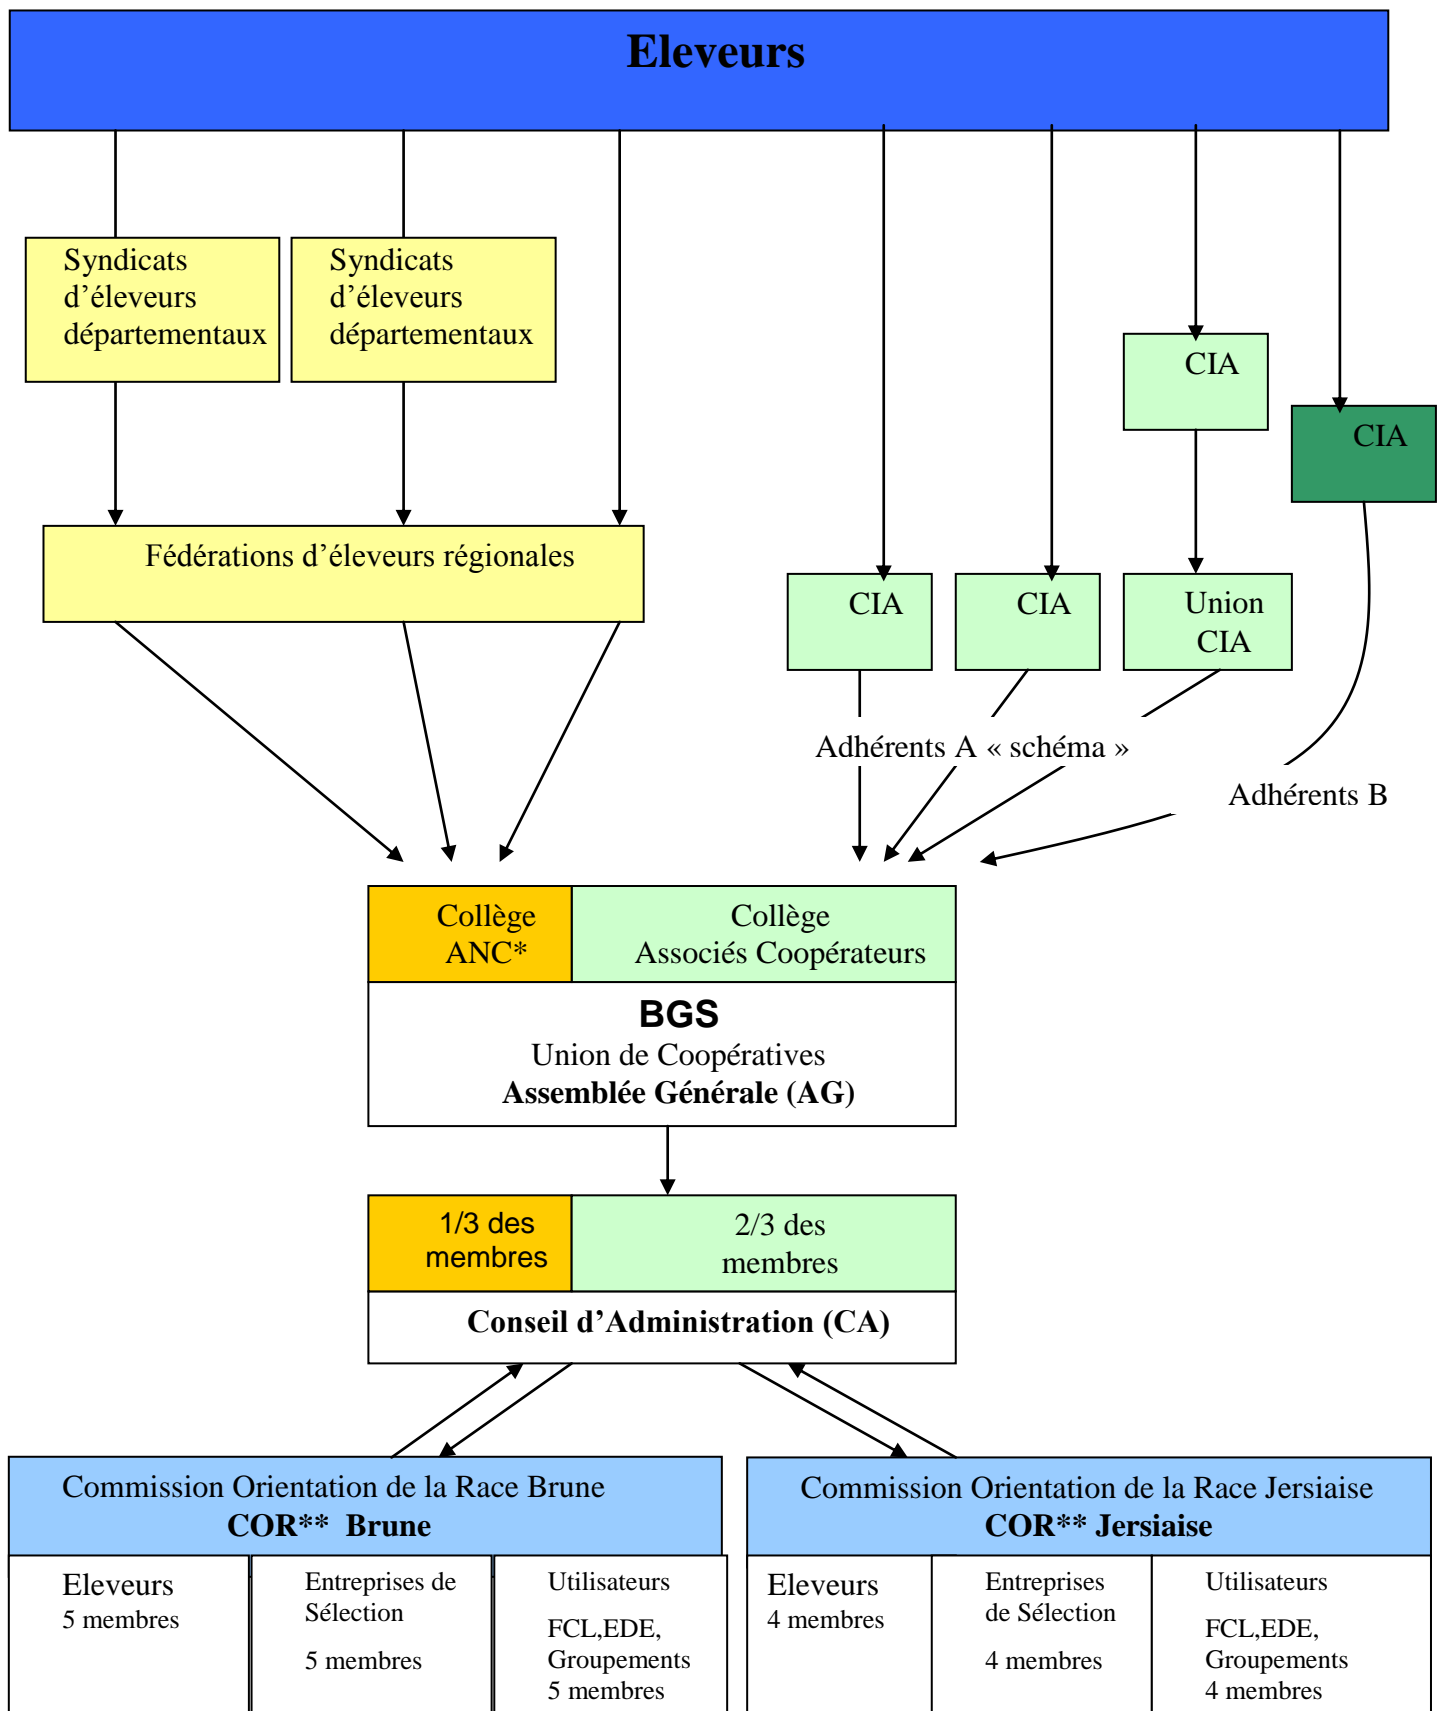 Eleveurs
Syndicats
d’éleveurs
départementaux
Syndicats
d’éleveurs
départementaux
CIA
CIA
Fédérations d’éleveurs régionales
CIA
CIA
Union
CIA
Adhérents A « schéma »
Adhérents B
Collège
ANC*
Collège
Associés Coopérateurs
BGS
Union de Coopératives
Assemblée Générale (AG)
1/3 des
membres
2/3 des
membres
Conseil d’Administration (CA)
Commission Orientation de la Race Brune
COR** Brune
Eleveurs
5 membres
Entreprises de
Sélection
5 membres
Utilisateurs
FCL,EDE,
Groupements
5 membres
Commission Orientation de la Race Jersiaise
COR** Jersiaise
Eleveurs
4 membres
Entreprises
de Sélection
4 membres
Utilisateurs
FCL,EDE,
Groupements
4 membres